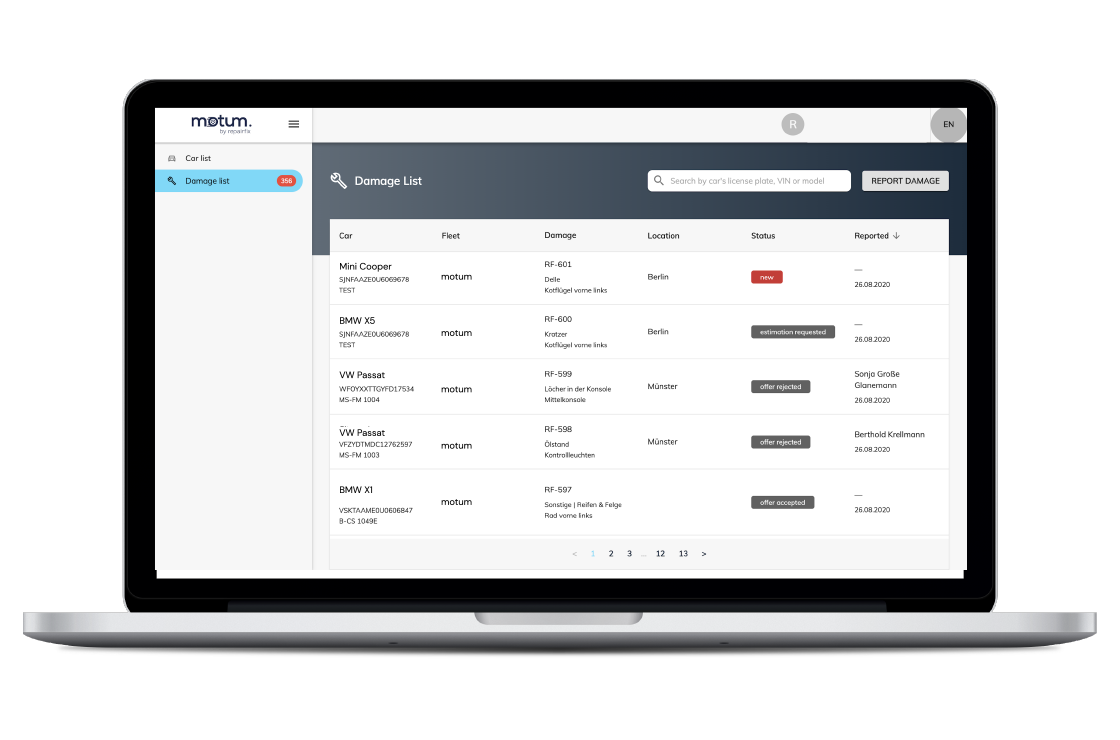 motum.
by repairfix
R
EN
Car list
Damage list
356
Damage List
Search by car's license plate, VIN or model
REPORT DAMAGE
Car
Fleet
Damage
Location
Status
Reported
Mini Cooper
SJNFAAZE0U6069678
TEST
motum
RF-601
Delle
Kotflügel vorne links
Berlin
new
—
26.08.2020
BMW X5
SJNFAAZE0U6069678
TEST
motum
RF-600
Kratzer
Kotflügel vorne links
Berlin
estimation requested
—
26.08.2020
VW Passat
WF0YXXTTGYFD17534
MS-FM 1004
motum
RF-599
Löcher in der Konsole
Mittelkonsole
Münster
offer rejected
Sonja Große
Glanemann
26.08.2020
VW Passat
VFZYDTMDC12762597
MS-FM 1003
motum
RF-598
Ölstand
Kontrollleuchten
Münster
offer rejected
Berthold Krellmann
26.08.2020
BMW X1
VSKTAAME0U0606847
B-CS 1049E
motum
RF-597
Sonstige | Reifen & Felge
Rad vorne links
offer accepted
—
26.08.2020
< 1 2 3 ... 12 13 >